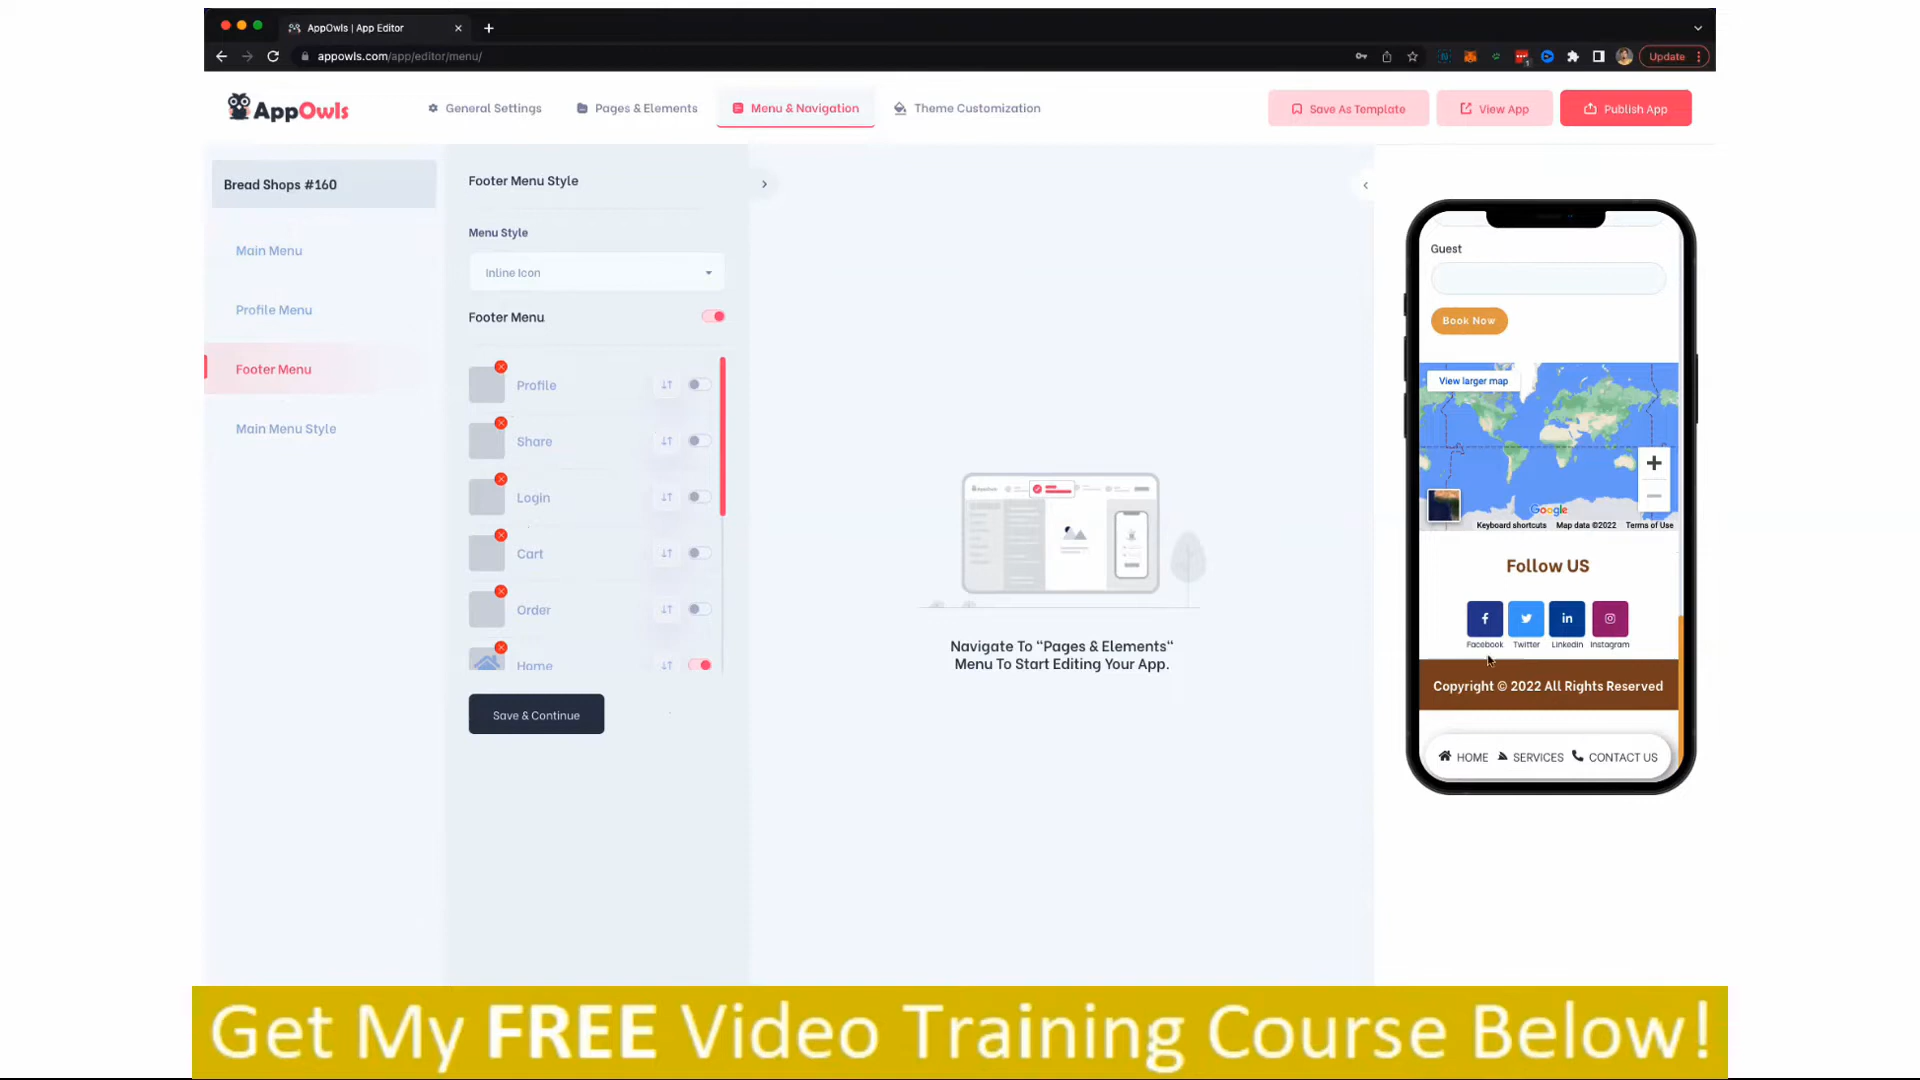 AppOwls | App Editor
appowls.com/app/editor/menu/
Update
AppOwls
General Settings
Pages & Elements
Menu & Navigation
Theme Customization
Save As Template
View App
Publish App
Bread Shops #160
Main Menu
Profile Menu
Footer Menu
Main Menu Style
Footer Menu Style
Menu Style
Inline Icon
Footer Menu
Profile
Share
Login
Cart
Order
Home
Save & Continue
Navigate To "Pages & Elements"
Menu To Start Editing Your App.
Guest
Book Now
View larger map
Google
Keyboard shortcuts Map data ©2022 Terms of Use
Follow US
Facebook Twitter Linkedin Instagram
Copyright © 2022 All Rights Reserved
HOME SERVICES CONTACT US
Get My FREE Video Training Course Below!